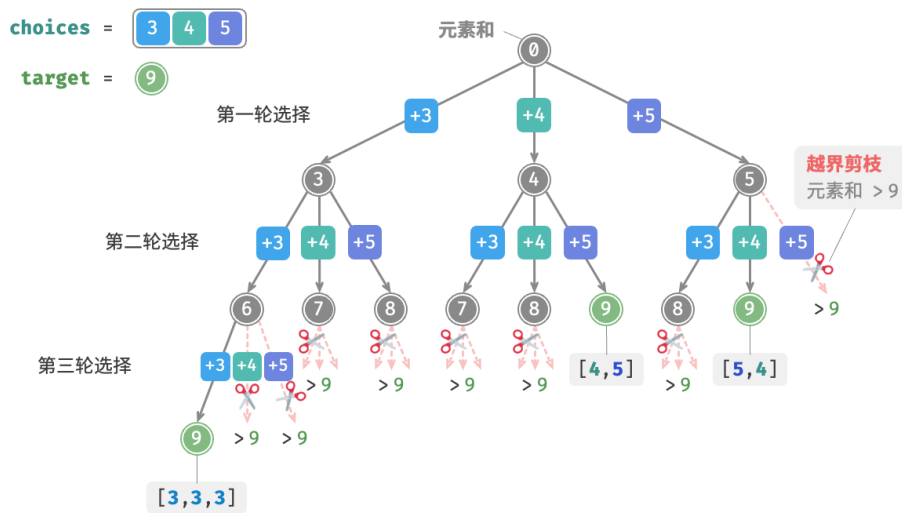 choices = 3 4 5
元素和
0
target = 9
第一轮选择
+3 +4 +5
越界剪枝
元素和 > 9
3 4 5
第二轮选择
+3 +4 +5 +3 +4 +5 +3 +4 +5
6 7 8 7 8 9 8 9 > 9
第三轮选择
+3 +4 +5
> 9 > 9 > 9 > 9 [4,5] > 9 [5,4]
9 > 9 > 9
[3,3,3]